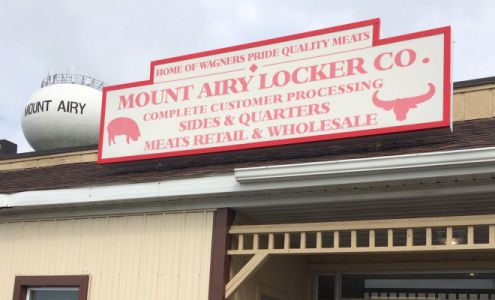 MOUNT AIRY
HOME OF WAGNERS PRIDE QUALITY MEATS
MOUNT AIRY LOCKER CO.
COMPLETE CUSTOMER PROCESSING
SIDES & QUARTERS
MEATS RETAIL & WHOLESALE